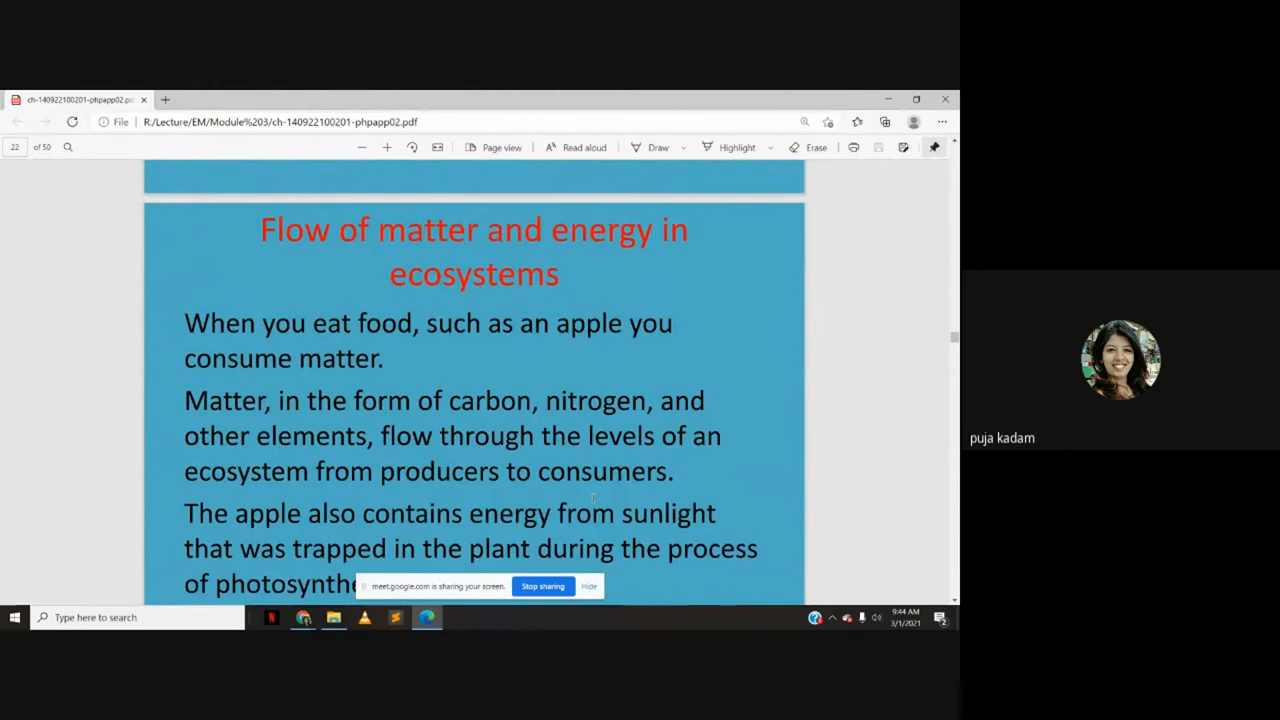 ch-140922100201-phpapp02.pdf
File
R:/Lecture/EM/Module%203/ch-140922100201-phpapp02.pdf
22 of 50
Page view
Read aloud
Draw
Highlight
Erase
Flow of matter and energy in
ecosystems
When you eat food, such as an apple you
consume matter.
Matter, in the form of carbon, nitrogen, and
other elements, flow through the levels of an
ecosystem from producers to consumers.
The apple also contains energy from sunlight
that was trapped in the plant during the process
of photosynthe
meet.google.com is sharing your screen.
Stop sharing
Hide
puja kadam
Type here to search
9:44 AM
3/1/2021
2